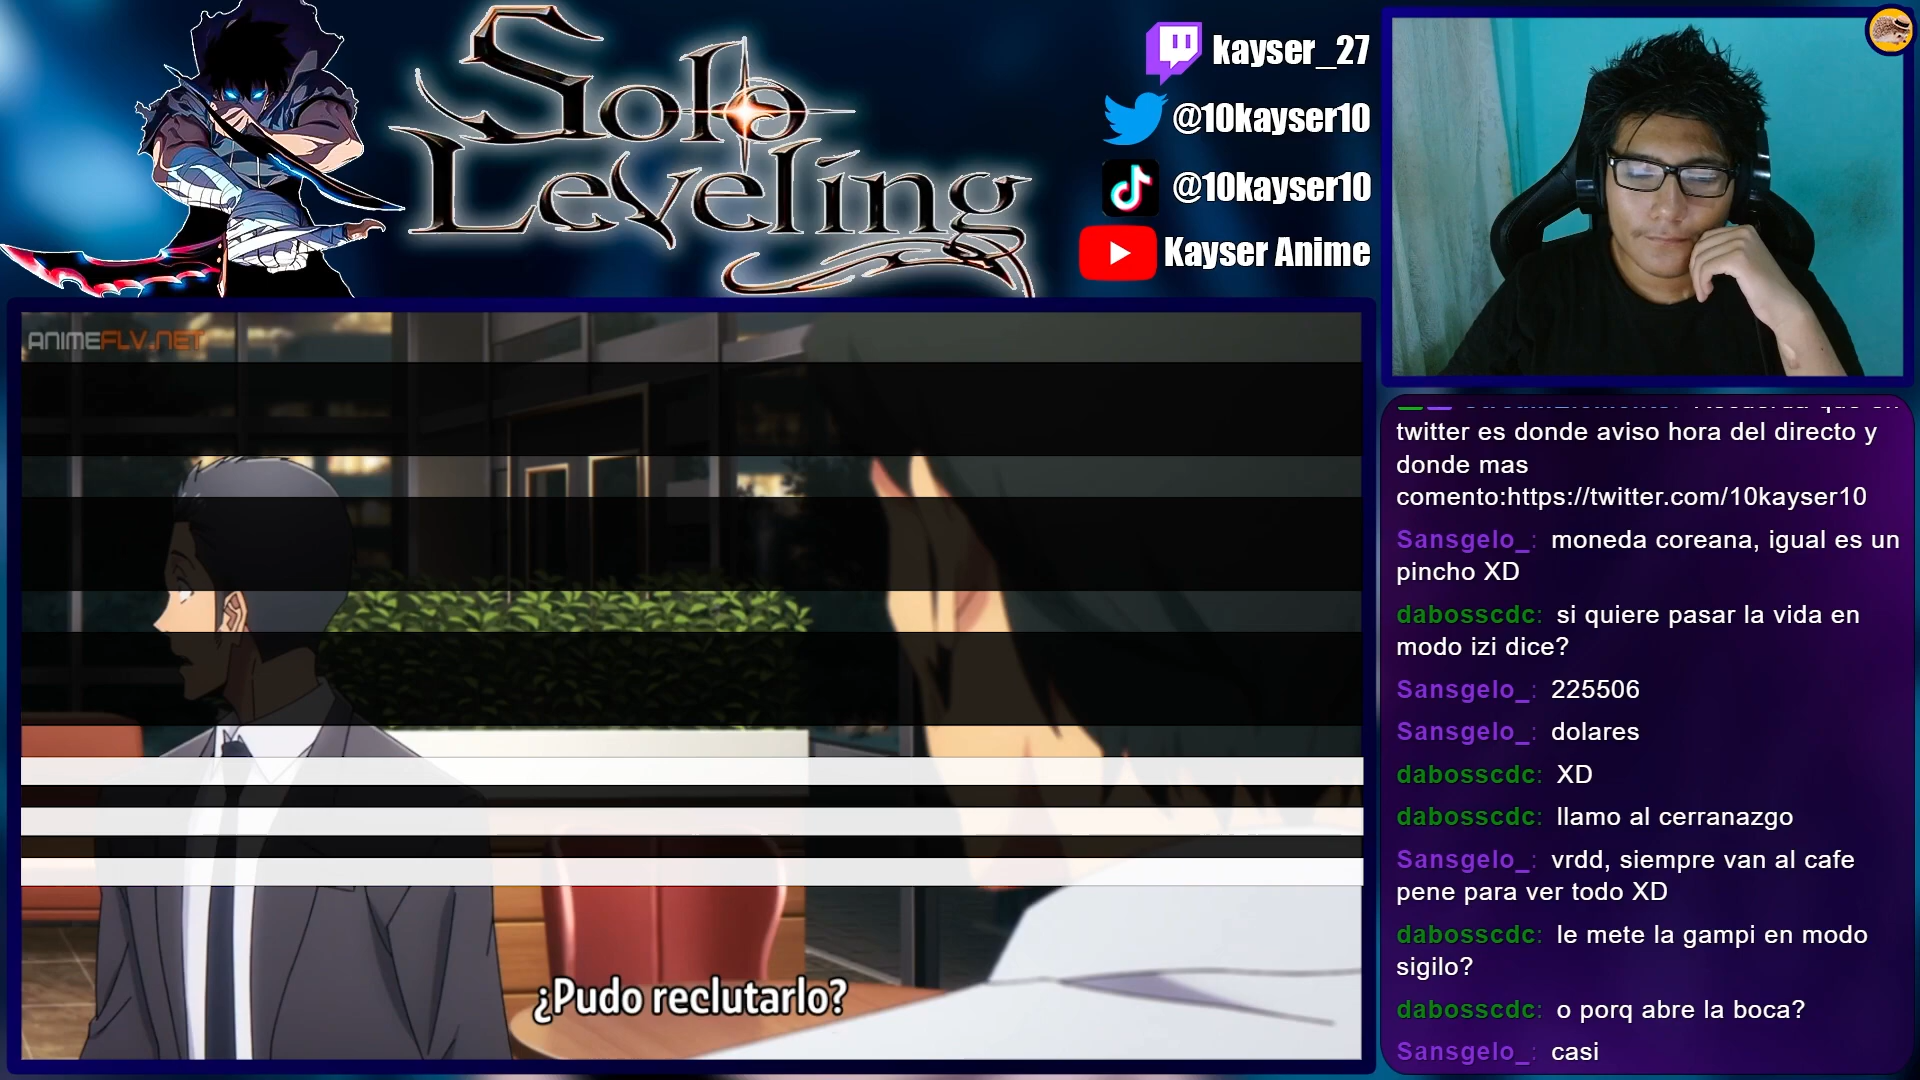 Solo
Leveling
kayser_27
@10kayser10
@10kayser10
Kayser Anime
ANIMEFLV.NET
¿Pudo reclutarlo?
twitter es donde aviso hora del directo y
donde mas
comento:https://twitter.com/10kayser10
Sansgelo_: moneda coreana, igual es un
pincho XD
dabosscdc: si quiere pasar la vida en
modo izi dice?
Sansgelo_: 225506
Sansgelo_: dolares
dabosscdc: XD
dabosscdc: llamo al cerranazgo
Sansgelo_: vrdd, siempre van al cafe
pene para ver todo XD
dabosscdc: le mete la gampi en modo
sigilo?
dabosscdc: o porq abre la boca?
Sansgelo_: casi